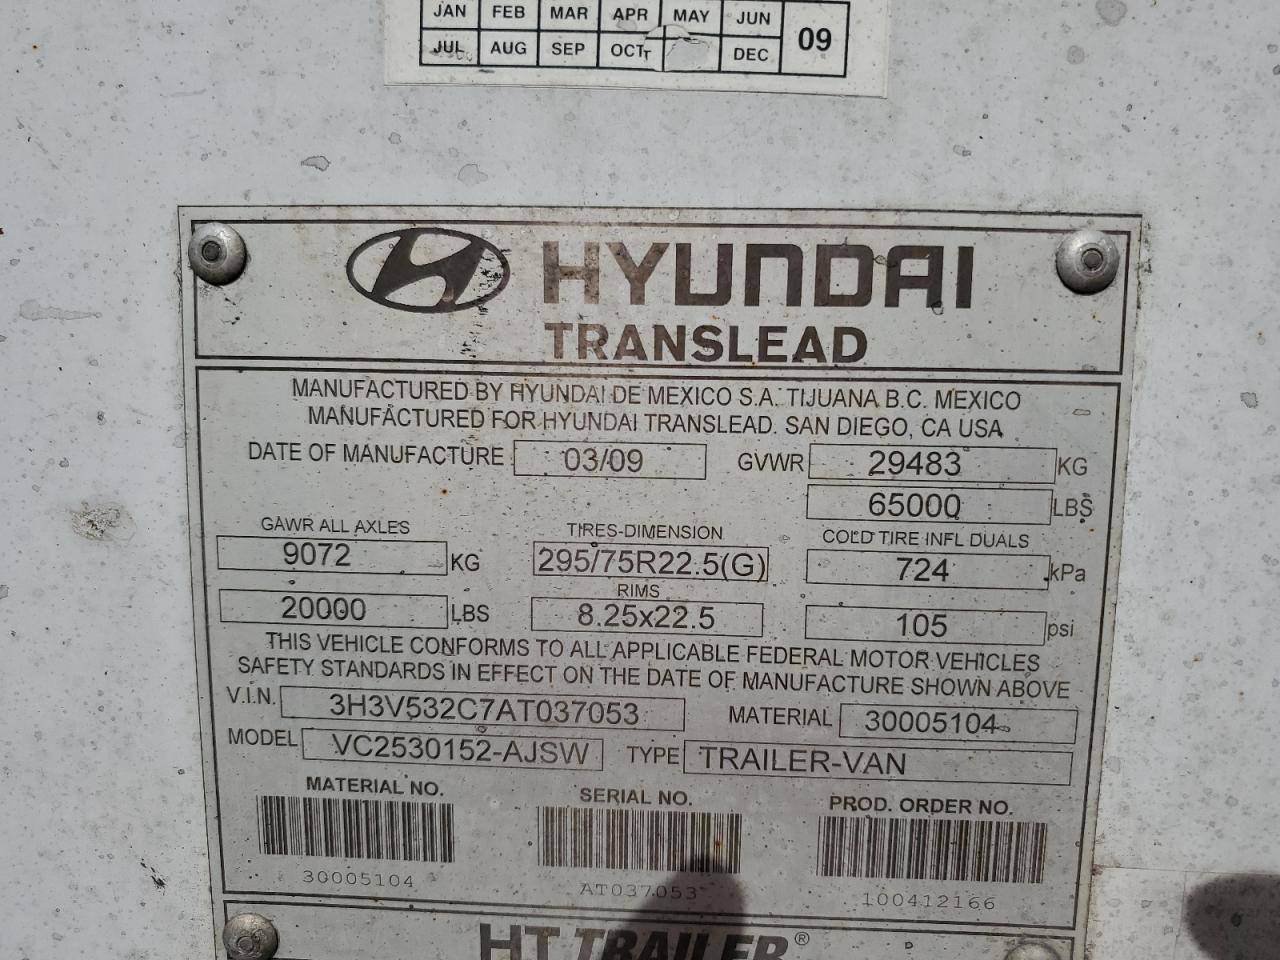 JAN FEB MAR APR MAY JUN 09
JUL AUG SEP OCT DEC
HYUNDAI
TRANSLEAD
MANUFACTURED BY HYUNDAI DE MEXICO S.A. TIJUANA B.C. MEXICO
MANUFACTURED FOR HYUNDAI TRANSLEAD. SAN DIEGO, CA USA
DATE OF MANUFACTURE 03/09 GVWR 29483 KG
65000 LBS
GAWR ALL AXLES TIRES-DIMENSION COLD TIRE INFL DUALS
9072 KG 295/75R22.5(G) 724 kPa
RIMS
20000 LBS 8.25x22.5 105 psi
THIS VEHICLE CONFORMS TO ALL APPLICABLE FEDERAL MOTOR VEHICLES
SAFETY STANDARDS IN EFFECT ON THE DATE OF MANUFACTURE SHOWN ABOVE
V.I.N. 3H3V532C7AT037053 MATERIAL 30005104
MODEL VC2530152-AJSW TYPE TRAILER-VAN
MATERIAL NO. SERIAL NO. PROD. ORDER NO.
30005104 AT037053 100412166
HT TRAILER®